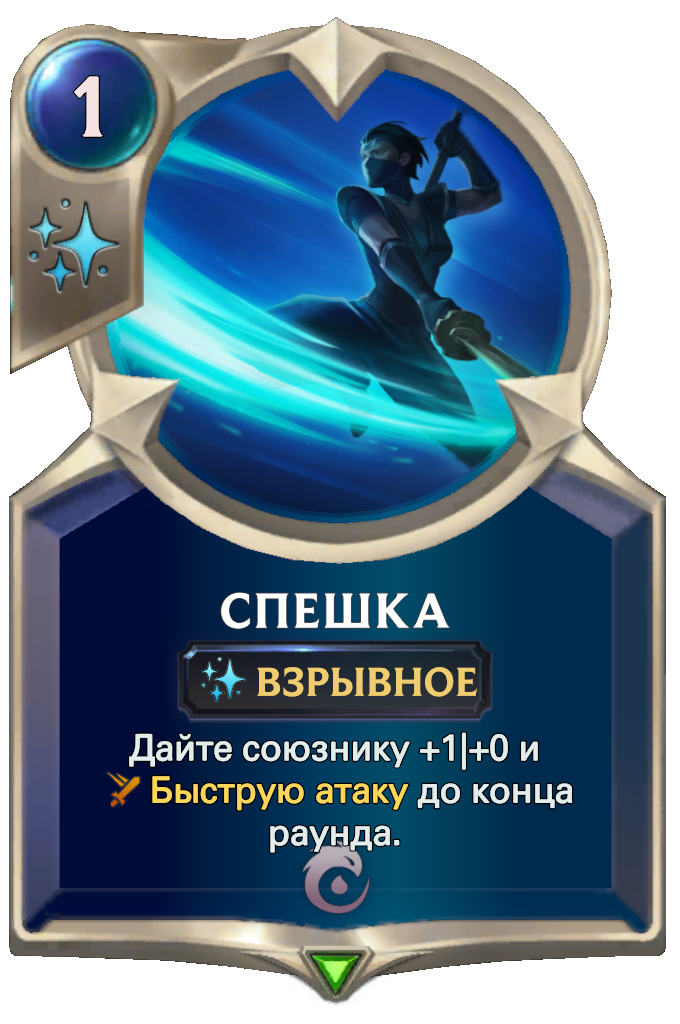 1
СПЕШКА
ВЗРЫВНОЕ
Дайте союзнику +1|+0 и
Быструю атаку до конца
раунда.